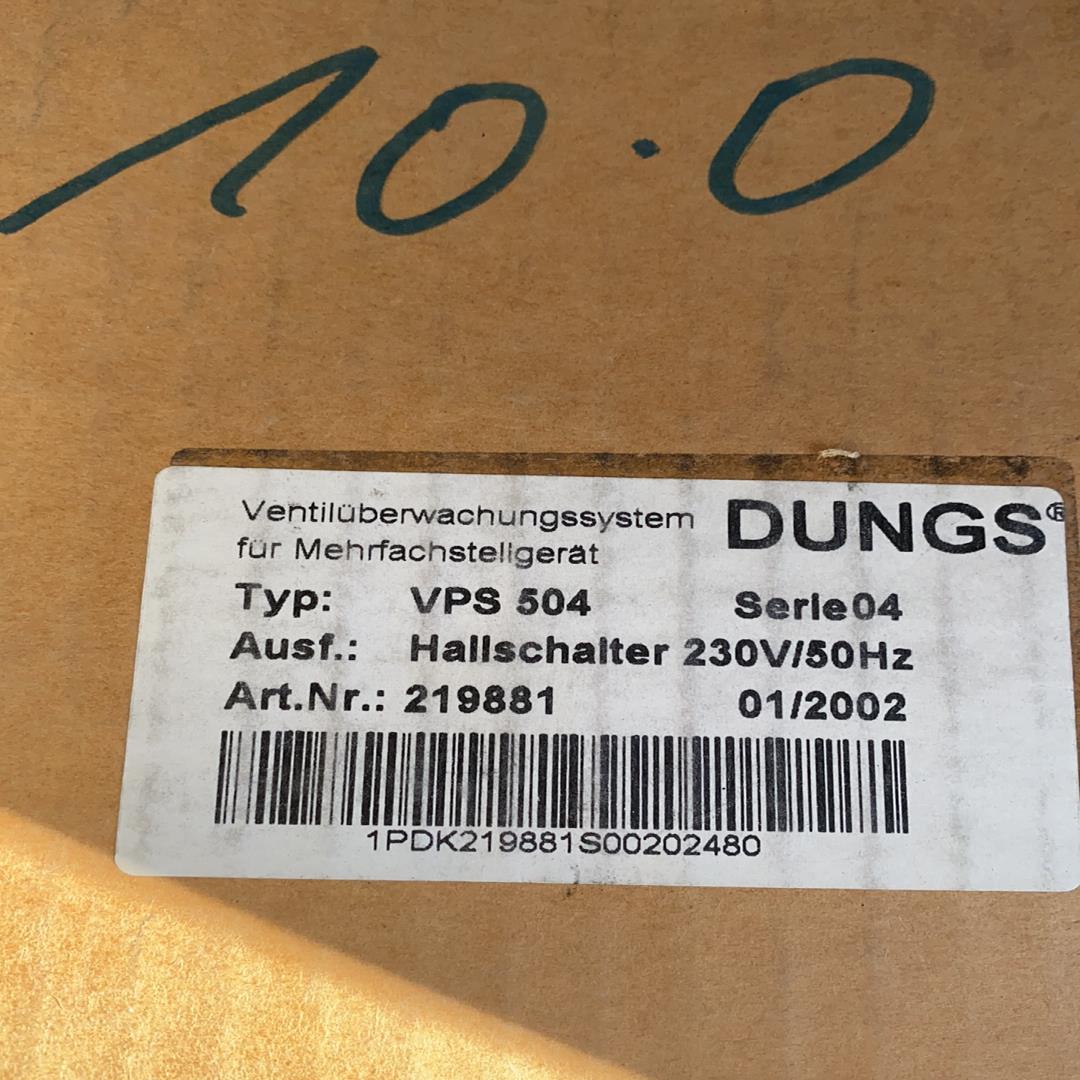 10.0
Ventilüberwachungssystem
für Mehrfachstellgerät
DUNGS®
Typ: VPS 504 Serie04
Ausf.: Hallschalter 230V/50Hz
Art.Nr.: 219881 01/2002
1PDK219881S00202480